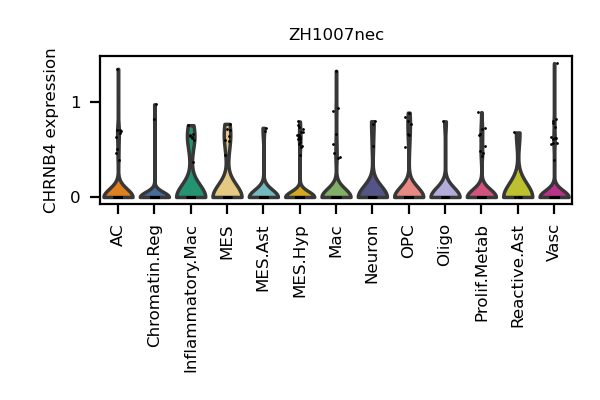 ZH1007nec
CHRNB4 expression
1
0
AC
Chromatin.Reg
Inflammatory.Mac
MES
MES.Ast
MES.Hyp
Mac
Neuron
OPC
Oligo
Prolif.Metab
Reactive.Ast
Vasc